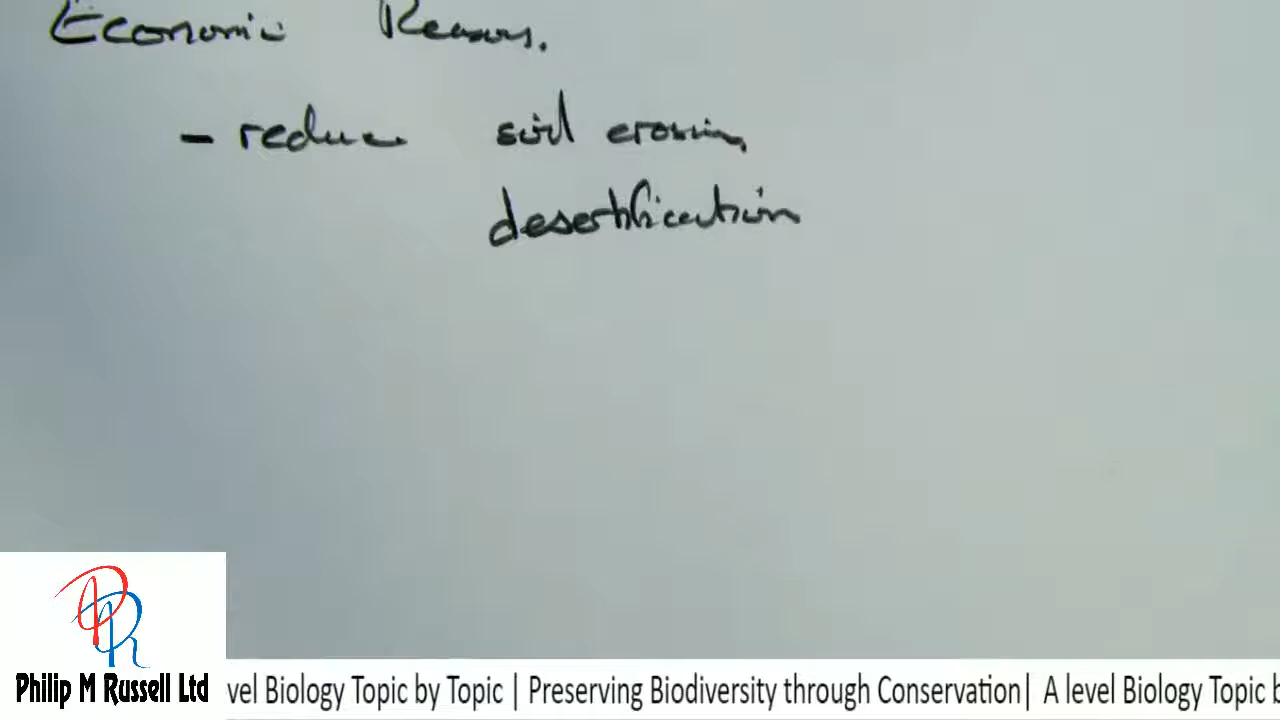 Economic Reasons.
- reduce soil erosion,
desertification
Philip M Russell Ltd
vel Biology Topic by Topic | Preserving Biodiversity through Conservation| A level Biology Topic b